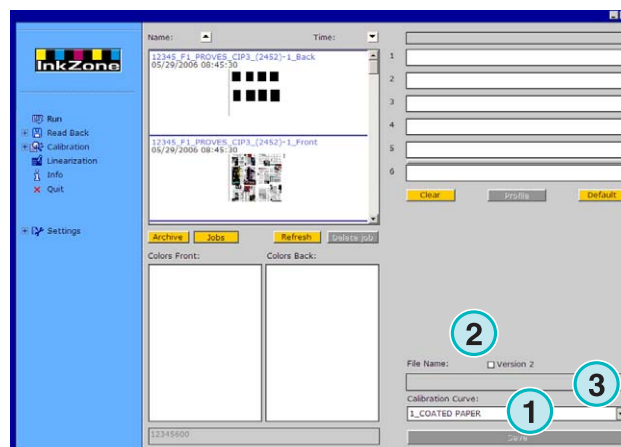 InkZone
Run
Read Back
Calibration
Linearization
Info
Quit
Settings
Name:
Time:
12345_F1_PROVES_CIP3_(2452)-1_Back
05/29/2006 08:45:30
12345_F1_PROVES_CIP3_(2452)-1_Front
05/29/2006 08:45:30
Archive
Jobs
Refresh
Delete job
Colors Front:
Colors Back:
12345600
1
2
3
4
5
6
Clear
Profile
Default
2
File Name:
Version 2
3
Calibration Curve:
1
1_COATED PAPER
Save